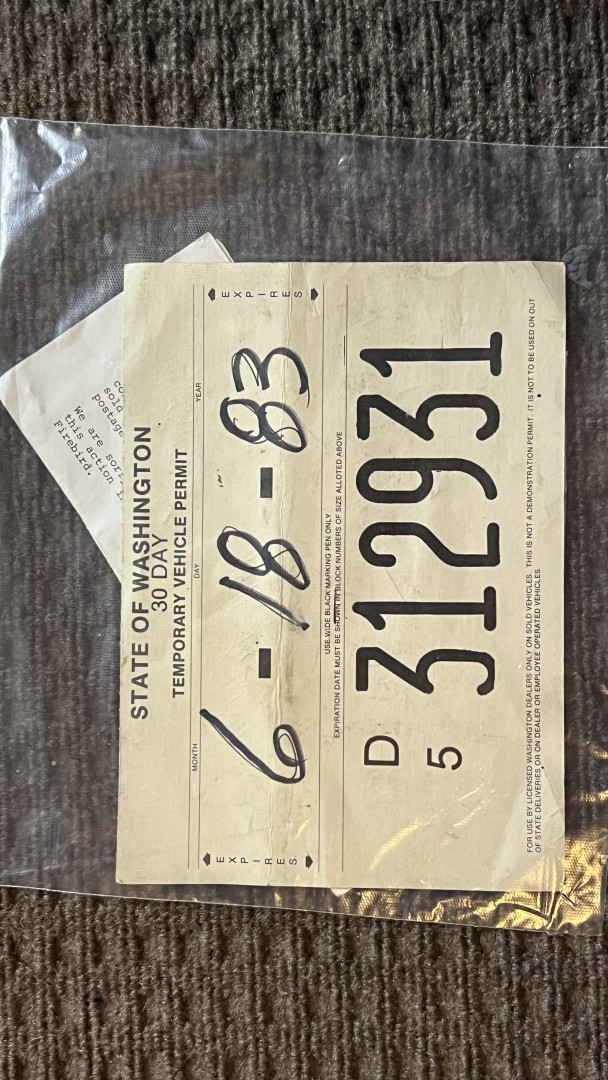 STATE OF WASHINGTON
30 DAY
TEMPORARY VEHICLE PERMIT
MONTH DAY YEAR
EXPIRES
6 - 18 - 83
EXPIRES
USE WIDE BLACK MARKING PEN ONLY
EXPIRATION DATE MUST BE SHOWN IN BLOCK NUMBERS OF SIZE ALLOTED ABOVE
D
5
312931
FOR USE BY LICENSED WASHINGTON DEALERS ONLY ON SOLD VEHICLES. THIS IS NOT A DEMONSTRATION PERMIT. IT IS NOT TO BE USED ON OUT
OF STATE DELIVERIES OR ON DEALER OR EMPLOYEE OPERATED VEHICLES.
sold
postage
We are
this action
Firebird.